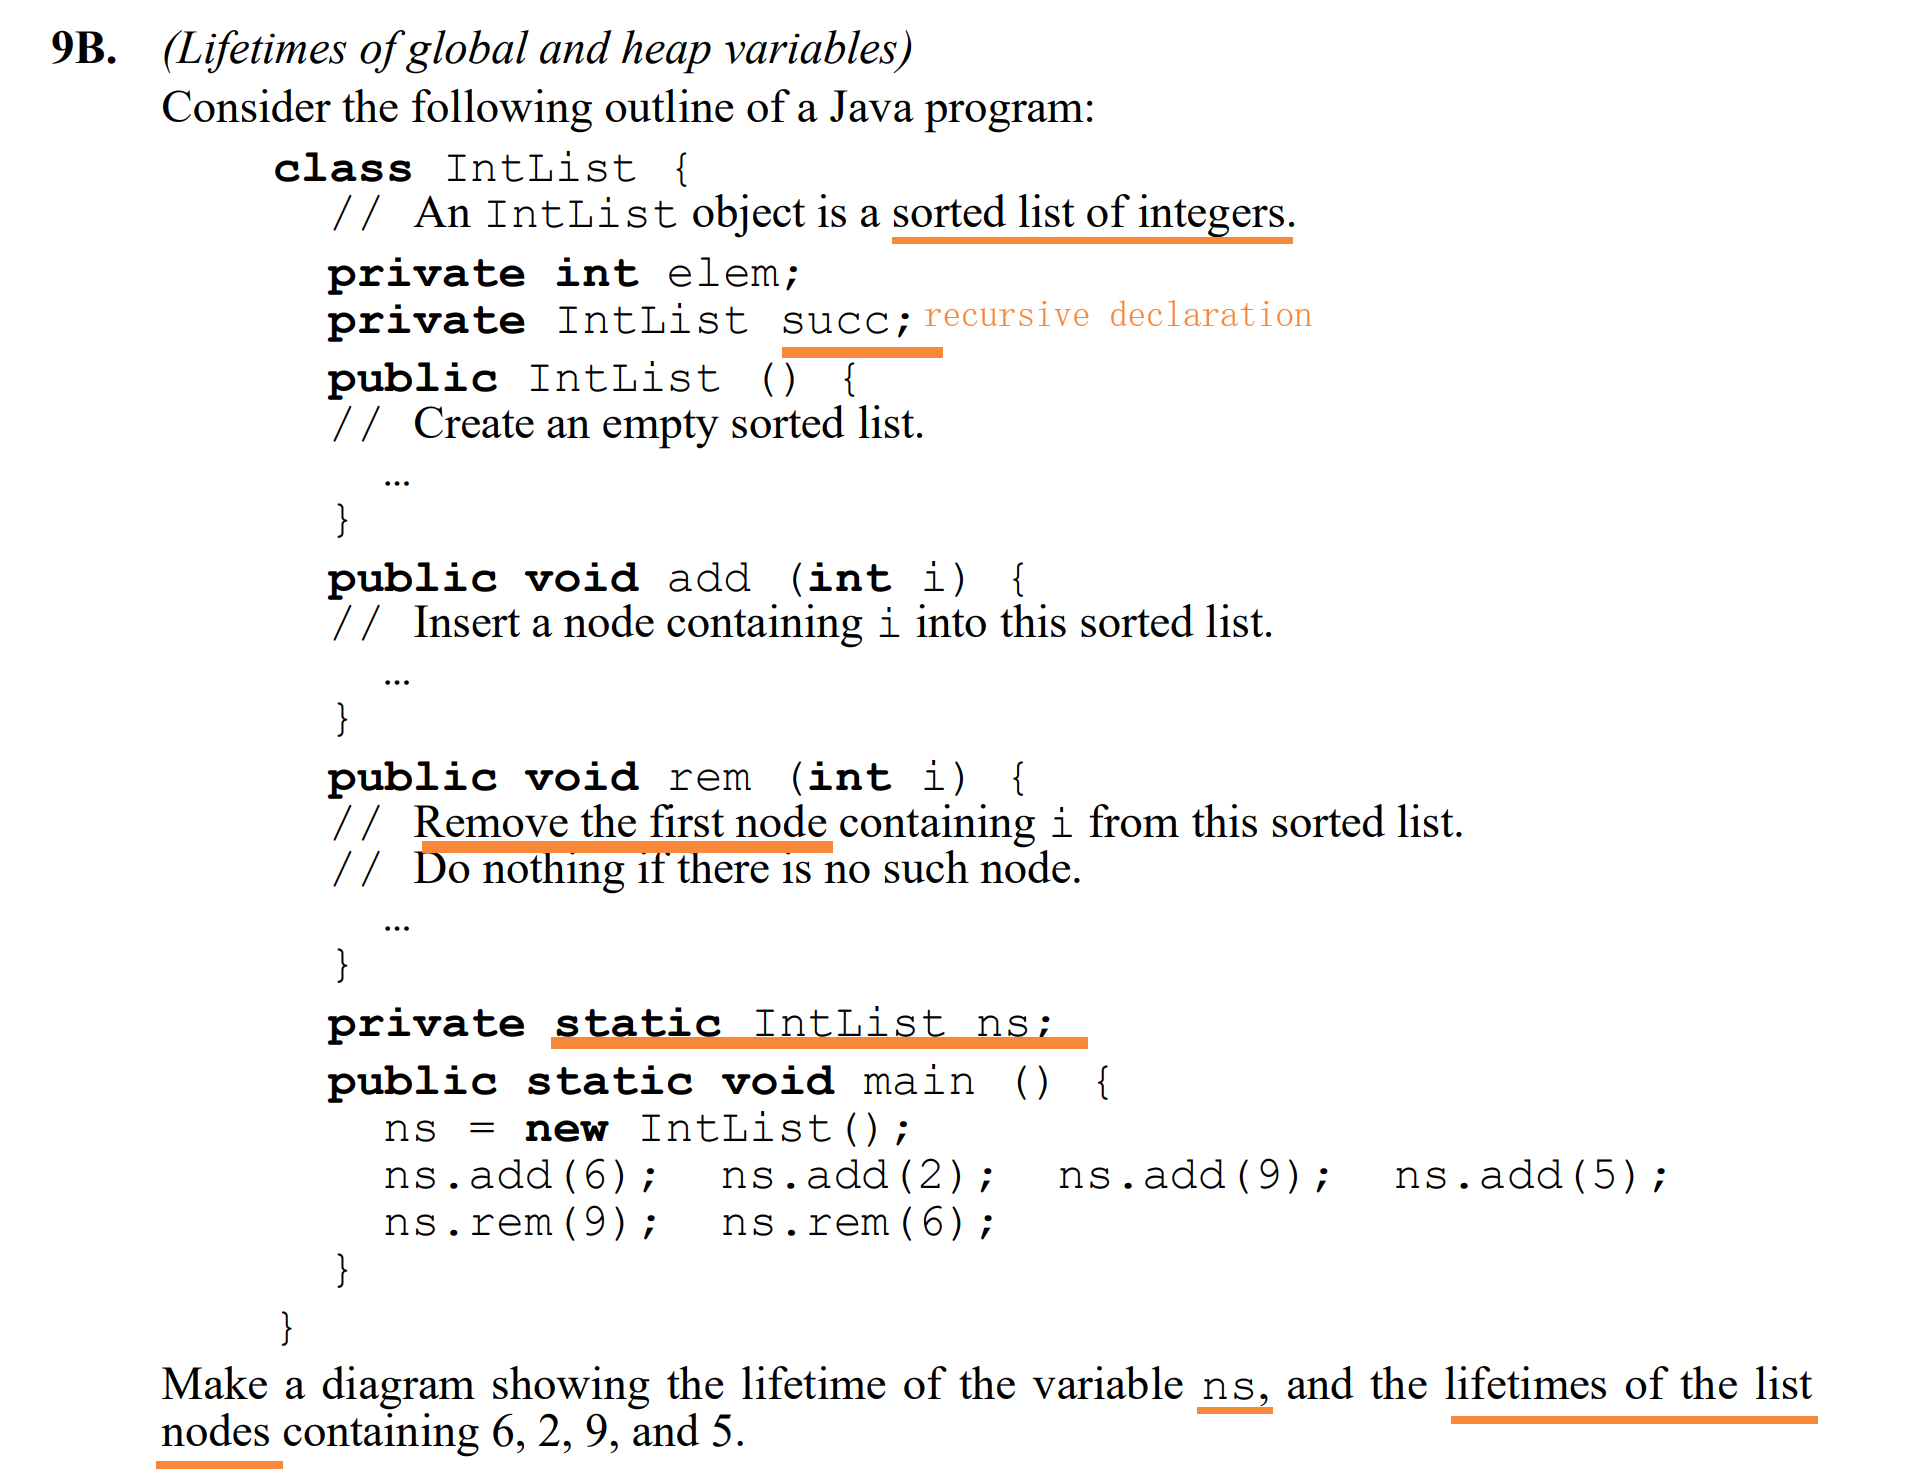 9B. (Lifetimes of global and heap variables)
Consider the following outline of a Java program:
class IntList {
// An IntList object is a sorted list of integers.
private int elem;
private IntList succ; recursive declaration
public IntList () {
// Create an empty sorted list.
...
}
public void add (int i) {
// Insert a node containing i into this sorted list.
...
}
public void rem (int i) {
// Remove the first node containing i from this sorted list.
// Do nothing if there is no such node.
...
}
private static IntList ns;
public static void main () {
ns = new IntList();
ns.add(6); ns.add(2); ns.add(9); ns.add(5);
ns.rem(9); ns.rem(6);
}
}
Make a diagram showing the lifetime of the variable ns, and the lifetimes of the list
nodes containing 6, 2, 9, and 5.